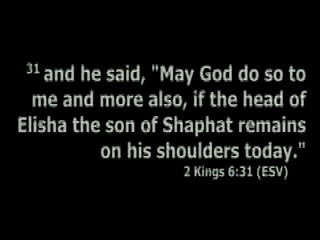 31 and he said, "May God do so to
me and more also, if the head of
Elisha the son of Shaphat remains
on his shoulders today."
2 Kings 6:31 (ESV)